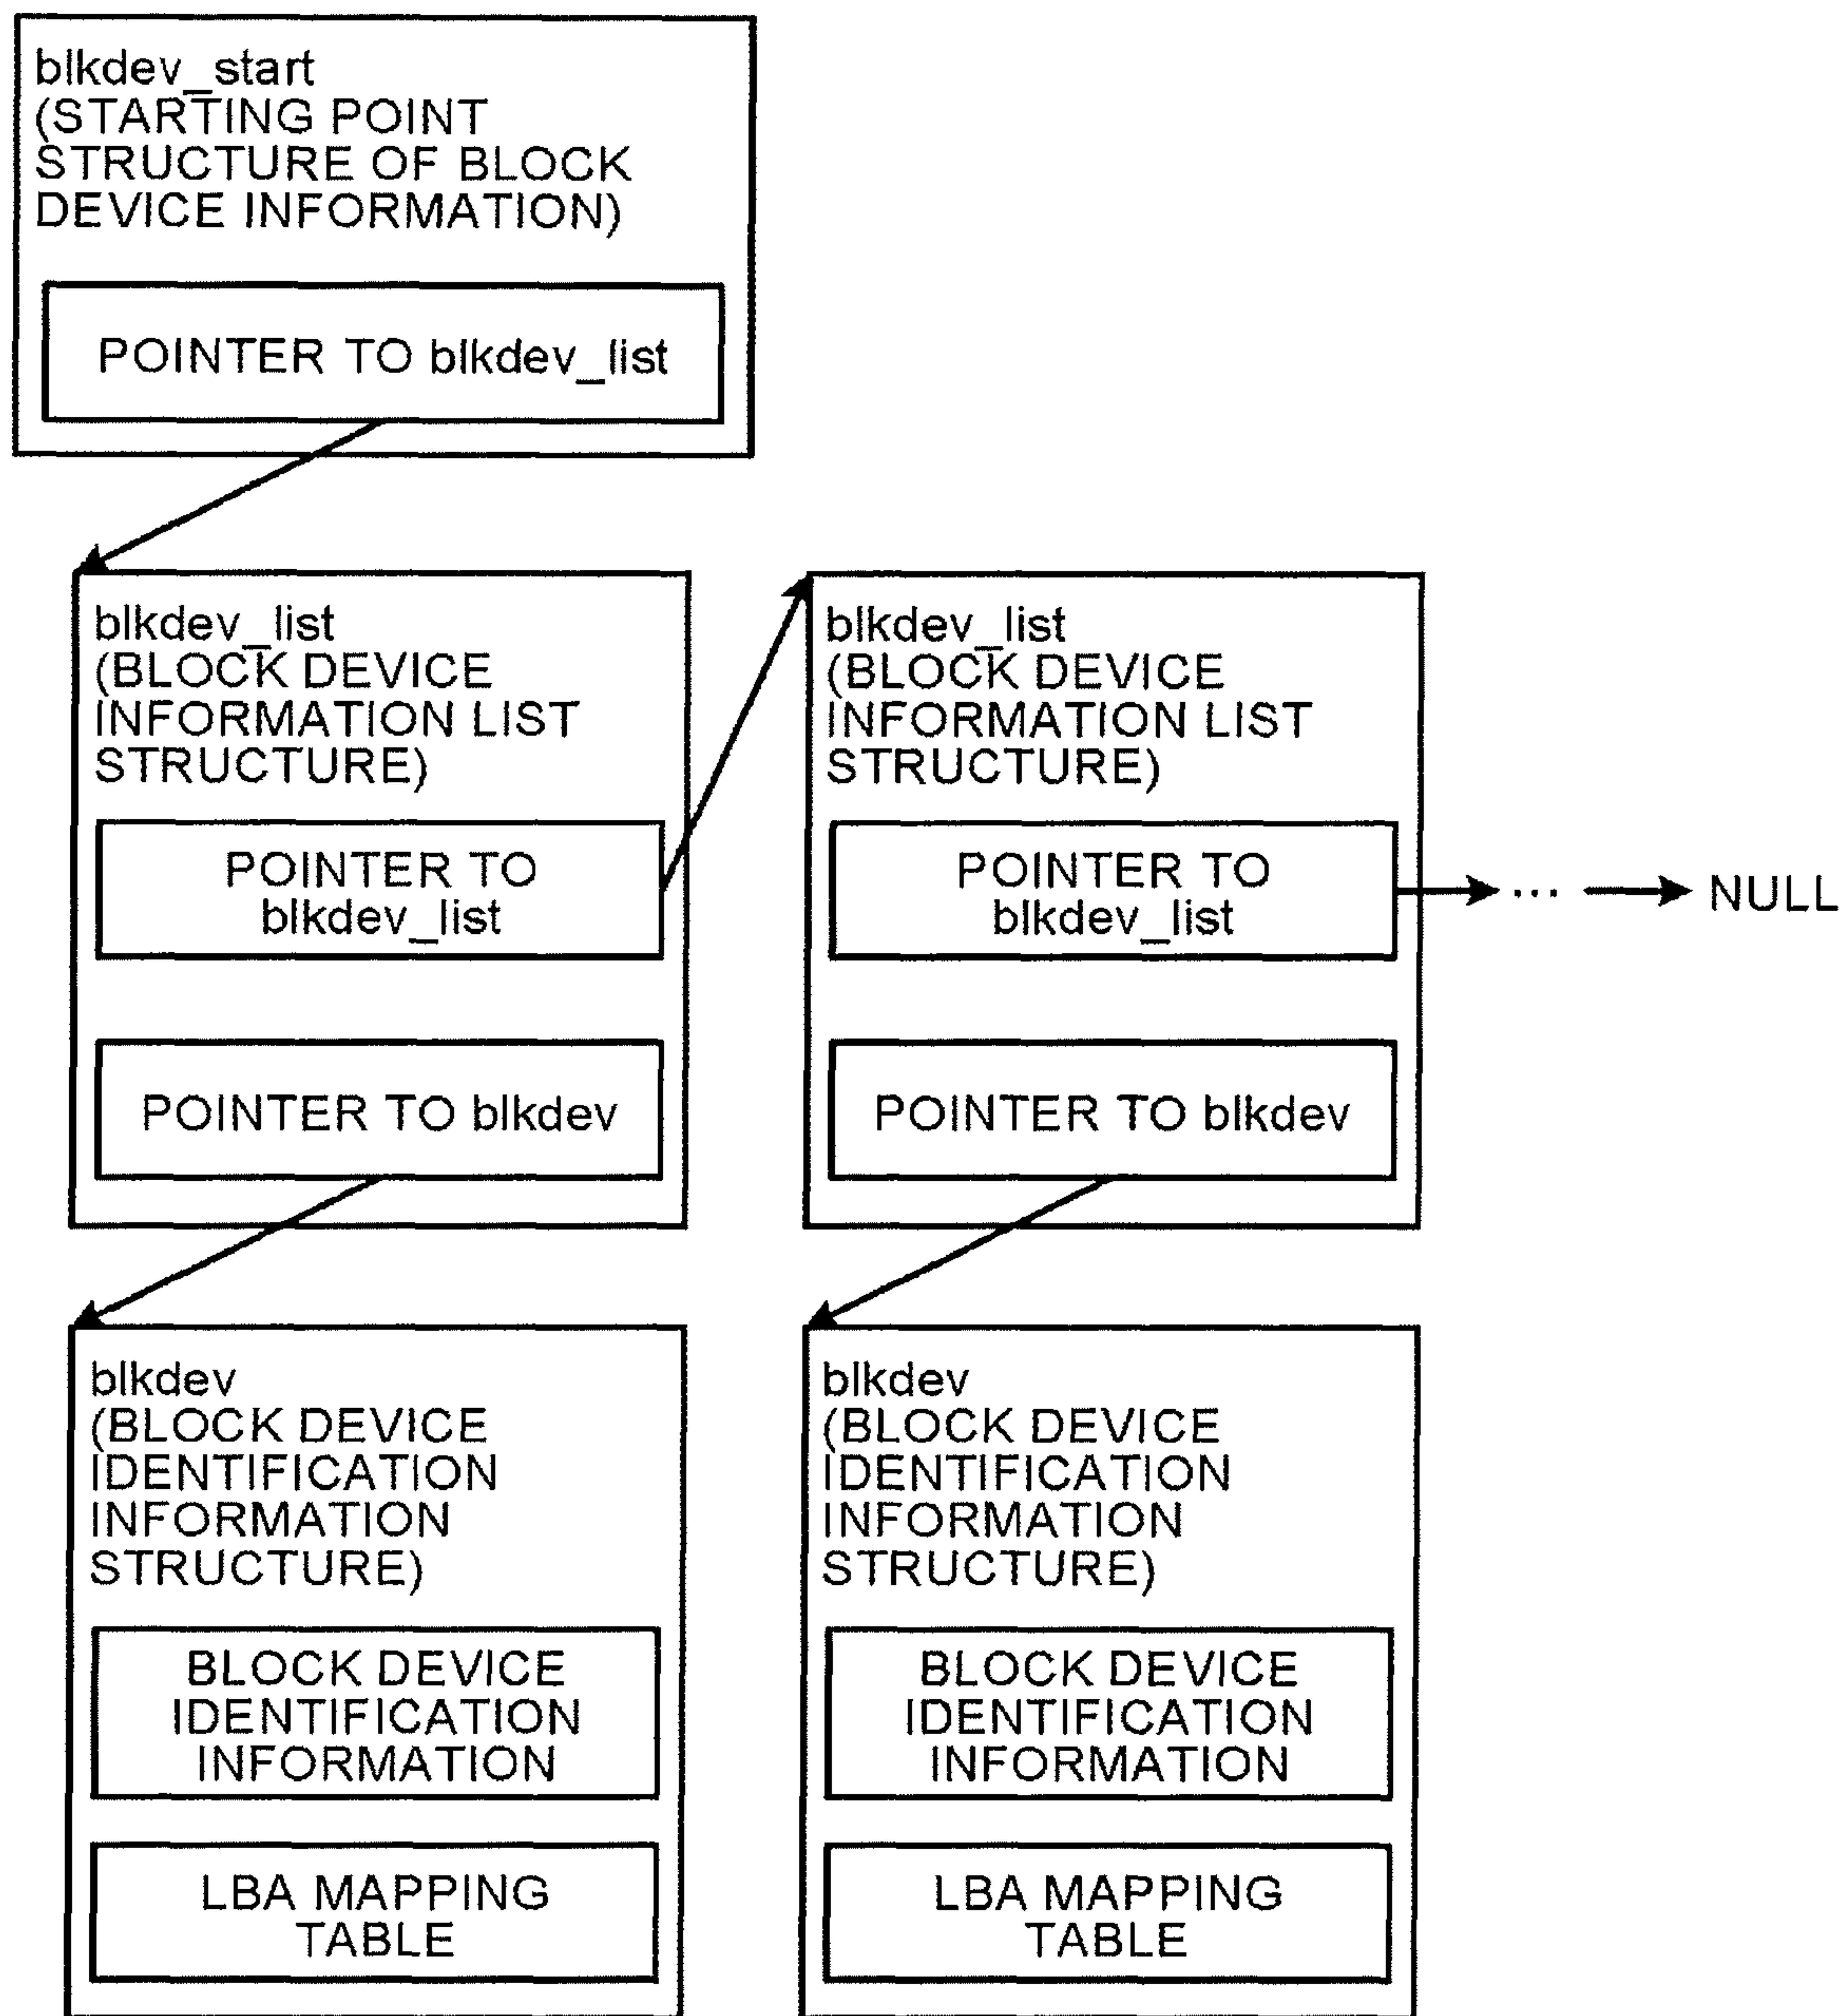 blkdev_start
(STARTING POINT
STRUCTURE OF BLOCK
DEVICE INFORMATION)
POINTER TO blkdev_list
blkdev_list
(BLOCK DEVICE
INFORMATION LIST
STRUCTURE)
POINTER TO
blkdev_list
POINTER TO blkdev
blkdev_list
(BLOCK DEVICE
INFORMATION LIST
STRUCTURE)
POINTER TO
blkdev_list
... NULL
POINTER TO blkdev
blkdev
(BLOCK DEVICE
IDENTIFICATION
INFORMATION
STRUCTURE)
BLOCK DEVICE
IDENTIFICATION
INFORMATION
LBA MAPPING
TABLE
blkdev
(BLOCK DEVICE
IDENTIFICATION
INFORMATION
STRUCTURE)
BLOCK DEVICE
IDENTIFICATION
INFORMATION
LBA MAPPING
TABLE